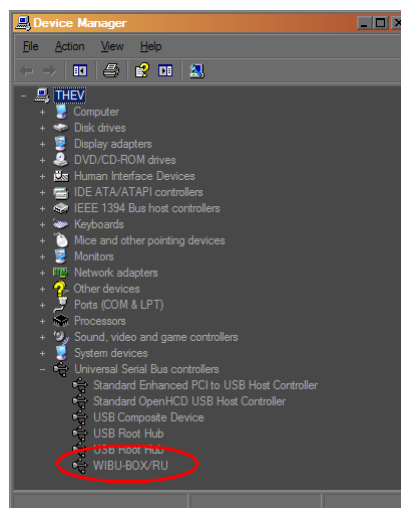 Device Manager
File Action View Help
THEV
Computer
Disk drives
Display adapters
DVD/CD-ROM drives
Human Interface Devices
IDE ATA/ATAPI controllers
IEEE 1394 Bus host controllers
Keyboards
Mice and other pointing devices
Monitors
Network adapters
Other devices
Ports (COM & LPT)
Processors
Sound, video and game controllers
System devices
Universal Serial Bus controllers
Standard Enhanced PCI to USB Host Controller
Standard OpenHCD USB Host Controller
USB Composite Device
USB Root Hub
USB Root Hub
WIBU-BOX/RU